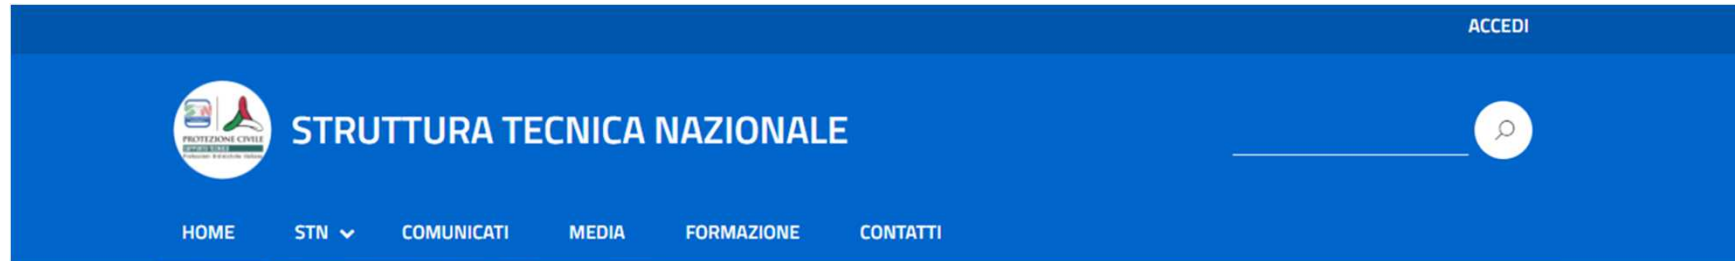 ACCEDI
PROTEZIONE CIVILE
STRUTTURA TECNICA NAZIONALE
HOME STN COMUNICATI MEDIA FORMAZIONE CONTATTI